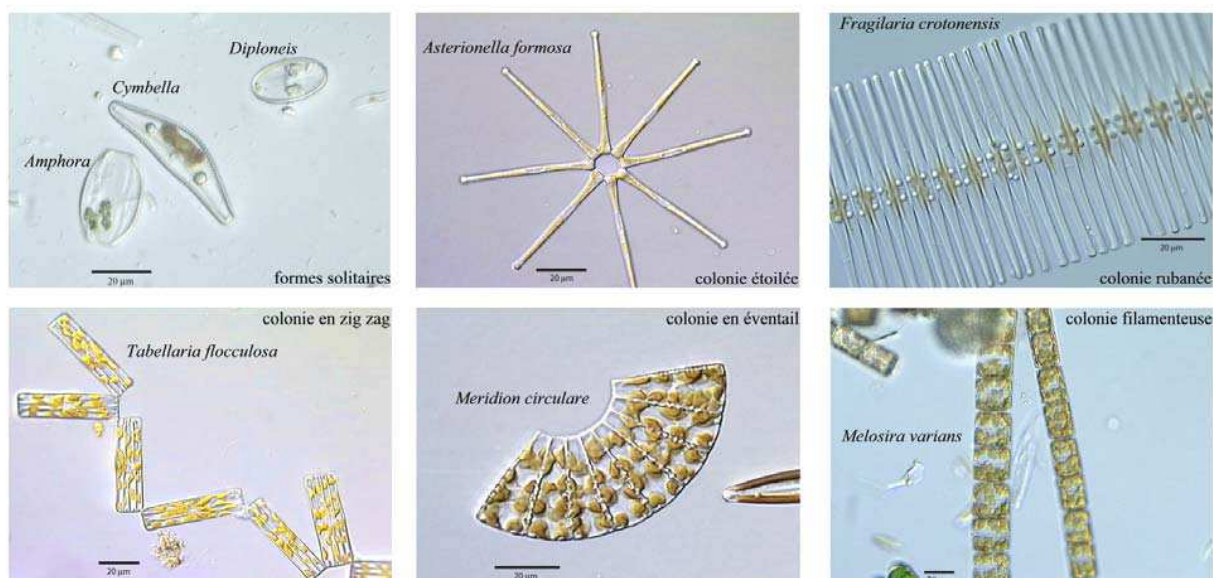 Diploneis
Cymbella
Amphora
20 µm
formes solitaires
Asterionella formosa
20 µm
colonie étoilée
Fragilaria crotonensis
20 µm
colonie rubanée
colonie en zig zag
Tabellaria flocculosa
20 µm
colonie en éventail
Meridion circulare
20 µm
colonie filamenteuse
Melosira varians